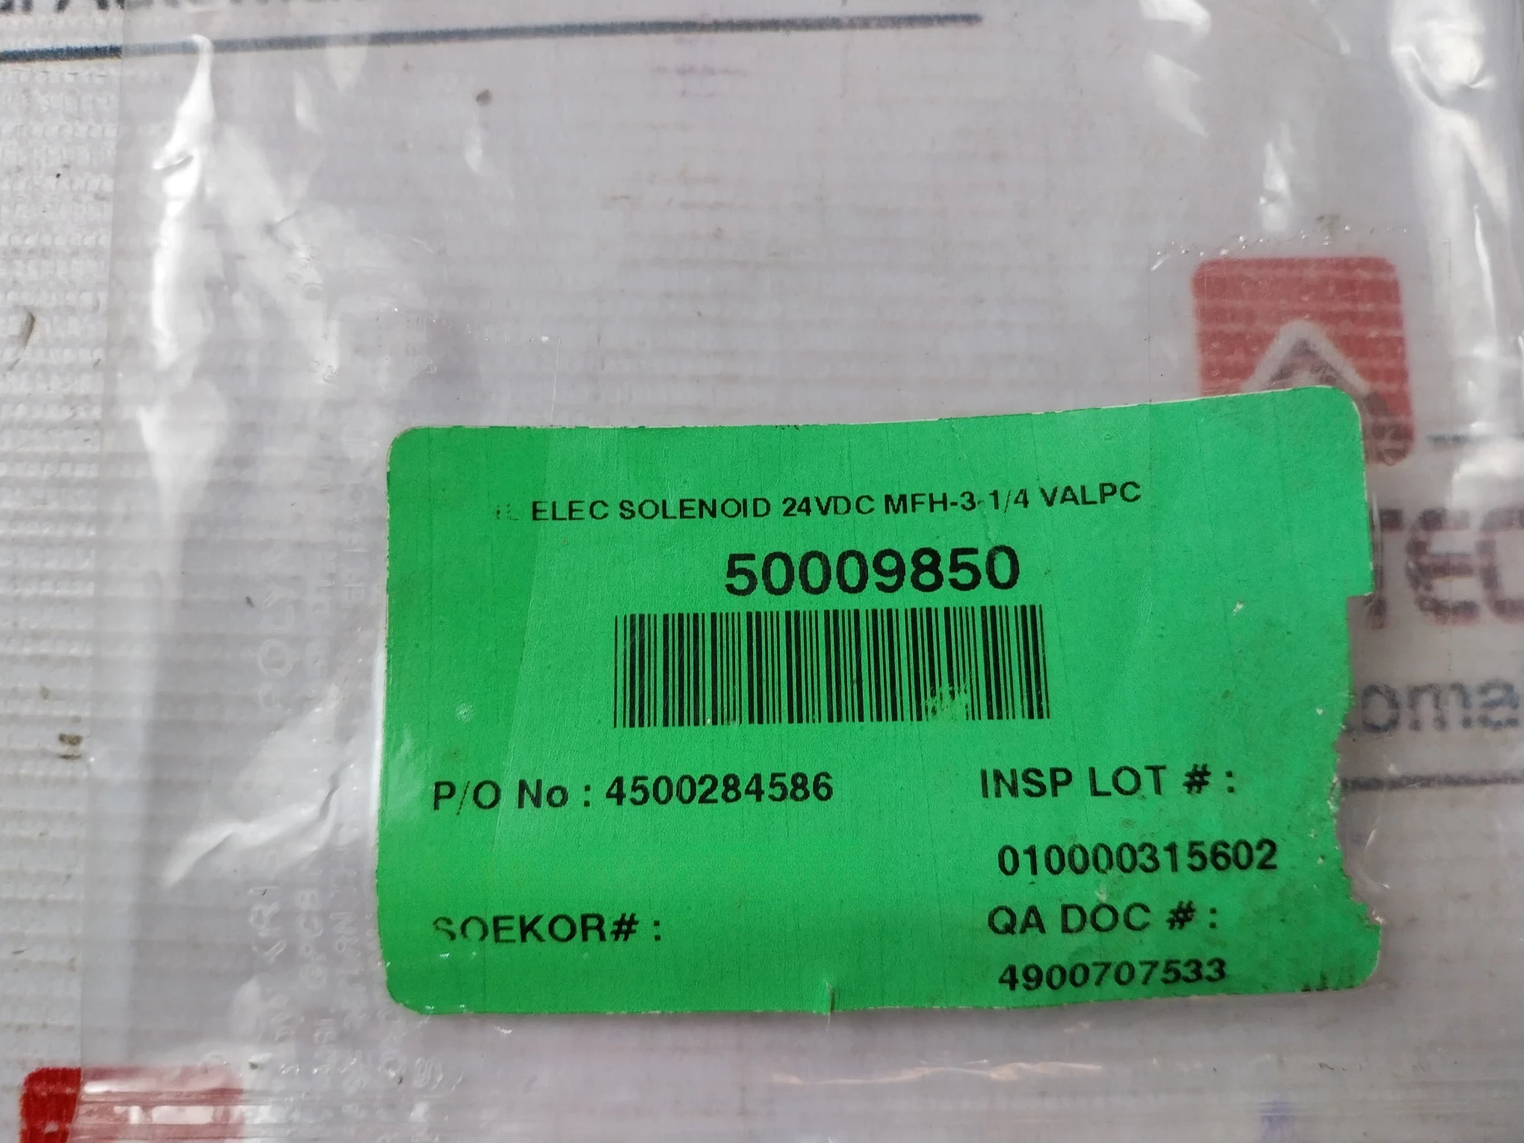 ELEC SOLENOID 24VDC MFH-3-1/4 VALPC
50009850
P/O No : 4500284586
INSP LOT # :
010000315602
SOEKOR# :
QA DOC # :
4900707533